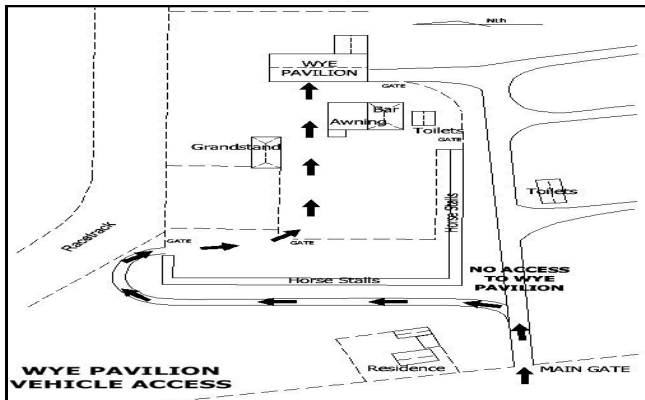 Nth
WYE
PAVILION
GATE
Bar
Awning
Toilets
GATE
Grandstand
Toilets
Horse Stalls
Racetrack
GATE
GATE
Horse Stalls
NO ACCESS
TO WYE
PAVILION
WYE PAVILION
VEHICLE ACCESS
Residence
MAIN GATE